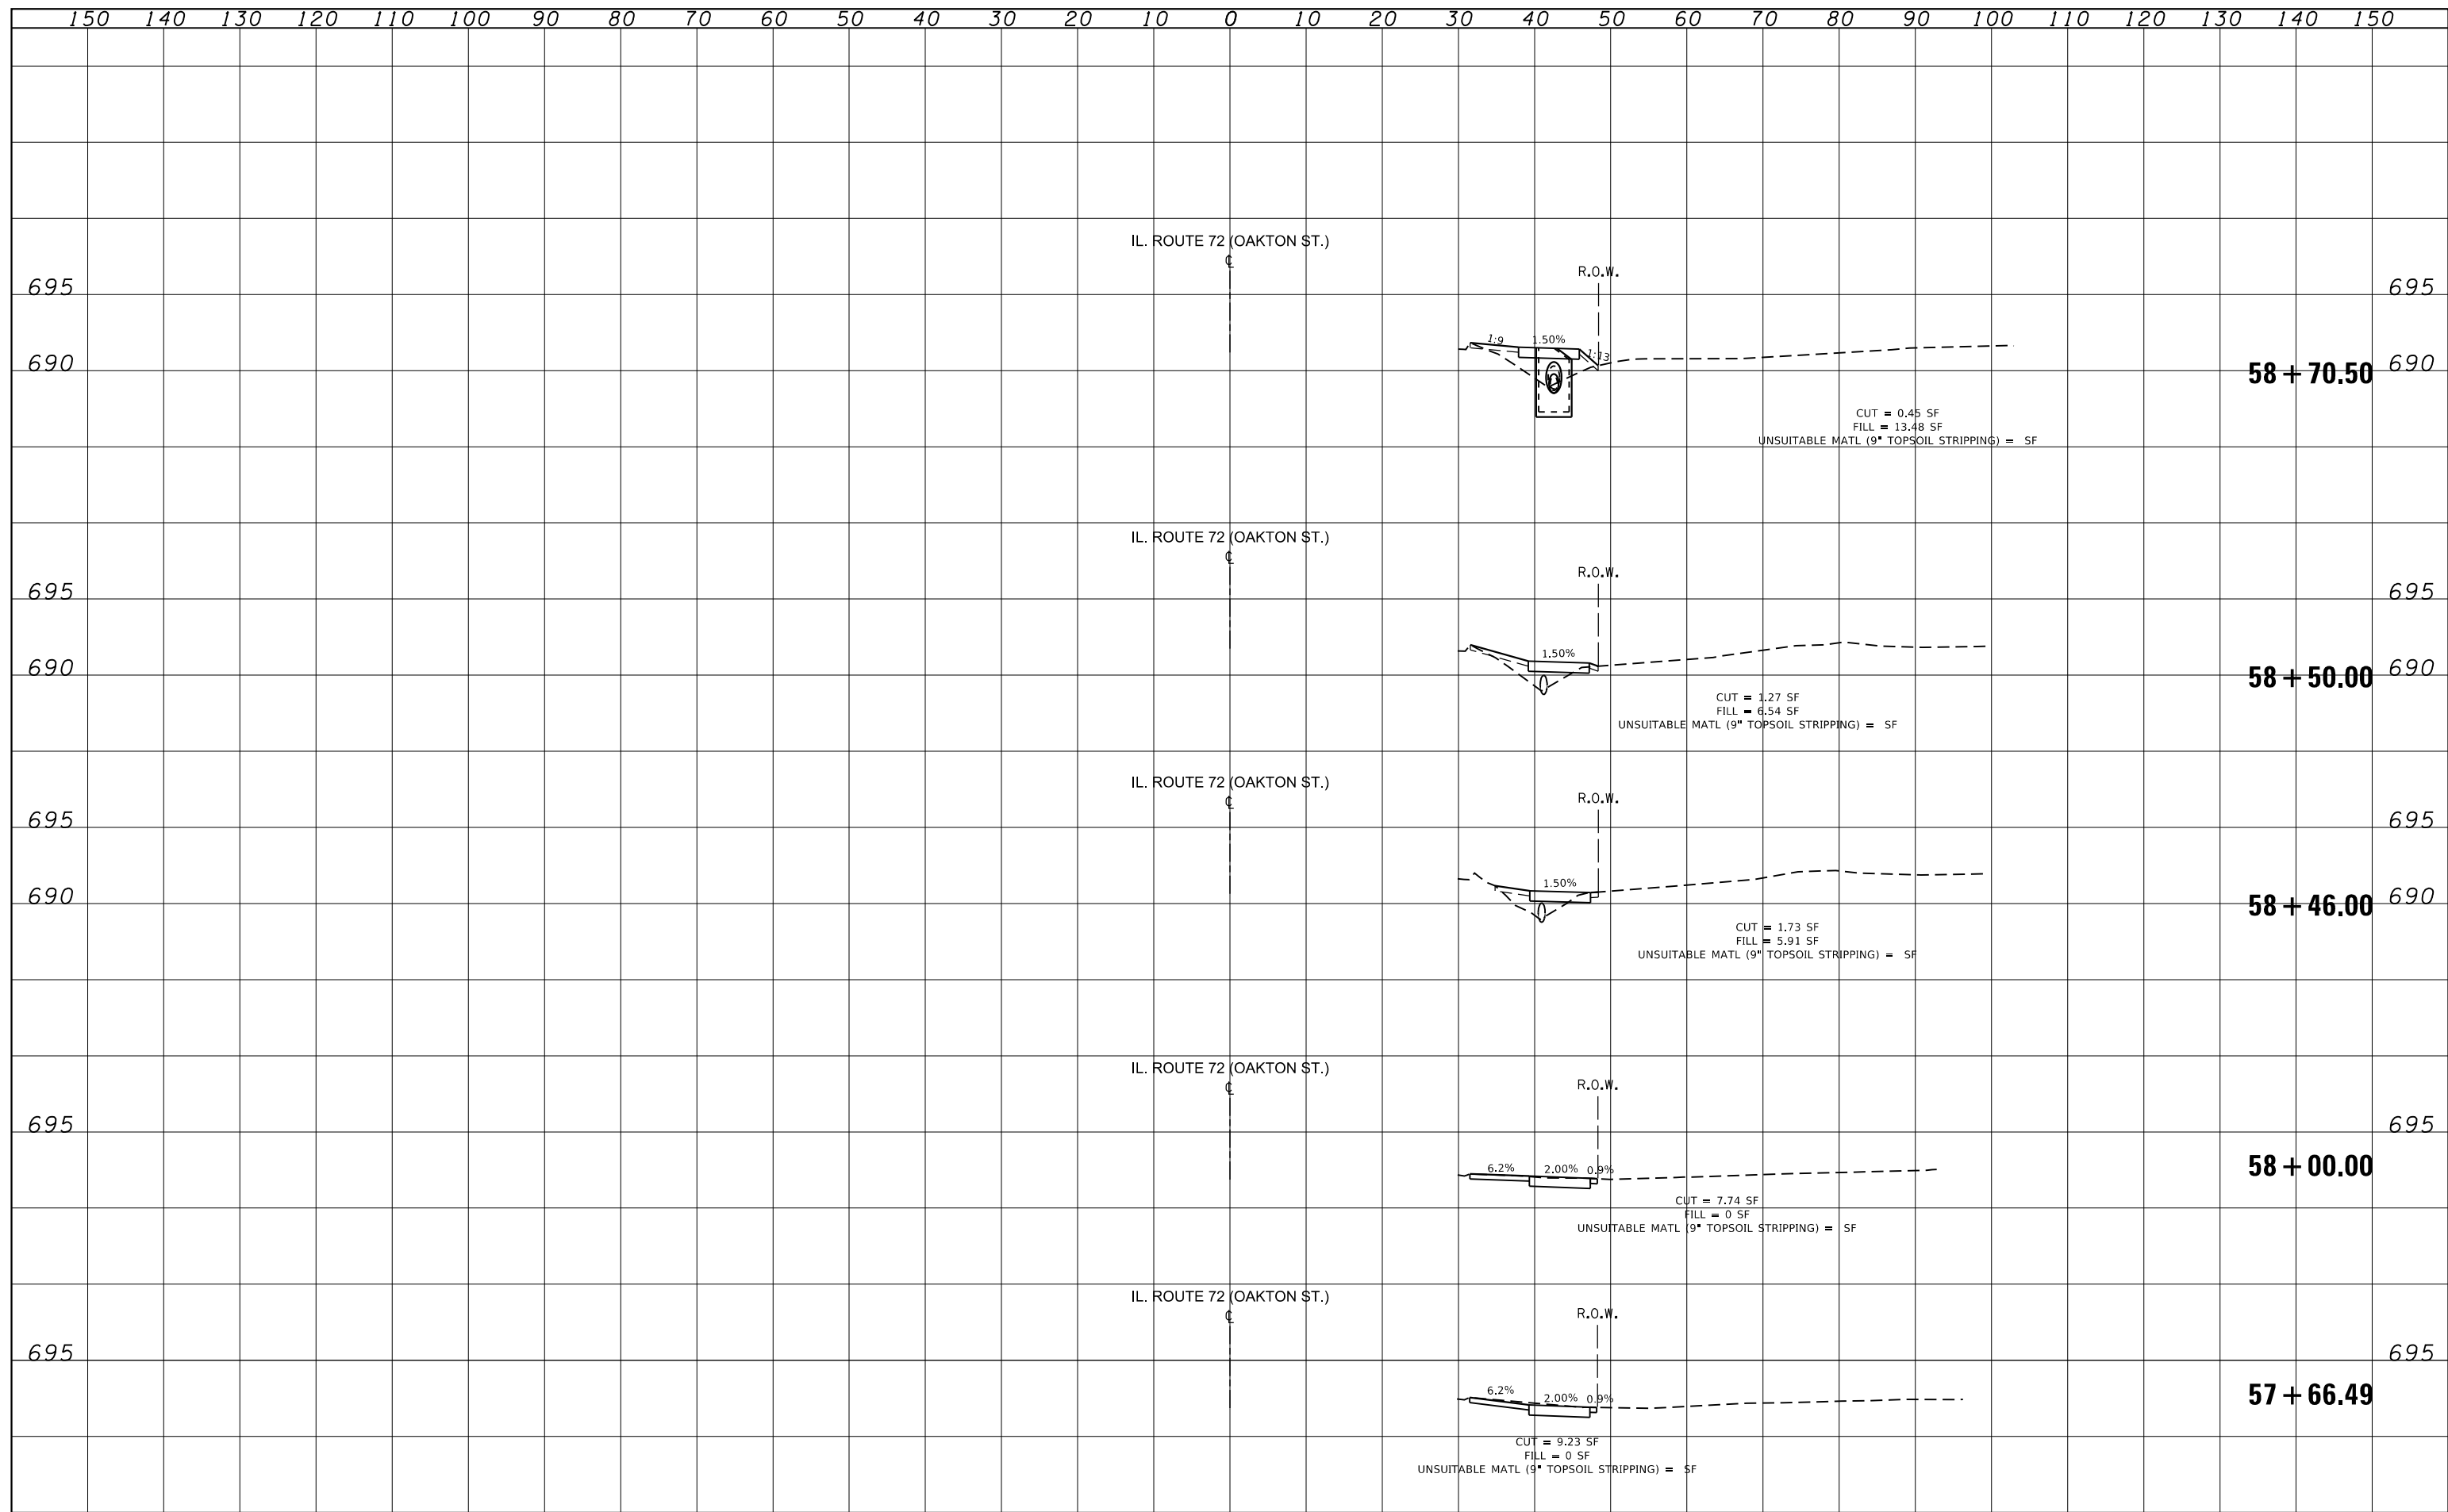 150 140 130 120 110 100 90 80 70 60 50 40 30 20 10 0 10 20 30 40 50 60 70 80 90 100 110 120 130 140 150
IL. ROUTE 72 (OAKTON ST.)
℄
R.O.W.
695 695
1:9 1.50% 1:13
690 58+70.50 690
CUT = 0.45 SF
FILL = 13.48 SF
UNSUITABLE MATL (9" TOPSOIL STRIPPING) = SF
IL. ROUTE 72 (OAKTON ST.)
℄
R.O.W.
695 695
1.50%
690 58+50.00 690
CUT = 1.27 SF
FILL = 6.54 SF
UNSUITABLE MATL (9" TOPSOIL STRIPPING) = SF
IL. ROUTE 72 (OAKTON ST.)
℄
R.O.W.
695 695
1.50%
690 58+46.00 690
CUT = 1.73 SF
FILL = 5.91 SF
UNSUITABLE MATL (9" TOPSOIL STRIPPING) = SF
IL. ROUTE 72 (OAKTON ST.)
℄
R.O.W.
695 695
6.2% 2.00% 0.9% 58+00.00
CUT = 7.74 SF
FILL = 0 SF
UNSUITABLE MATL (9" TOPSOIL STRIPPING) = SF
IL. ROUTE 72 (OAKTON ST.)
℄
R.O.W.
695 695
6.2% 2.00% 0.9% 57+66.49
CUT = 9.23 SF
FILL = 0 SF
UNSUITABLE MATL (9" TOPSOIL STRIPPING) = SF